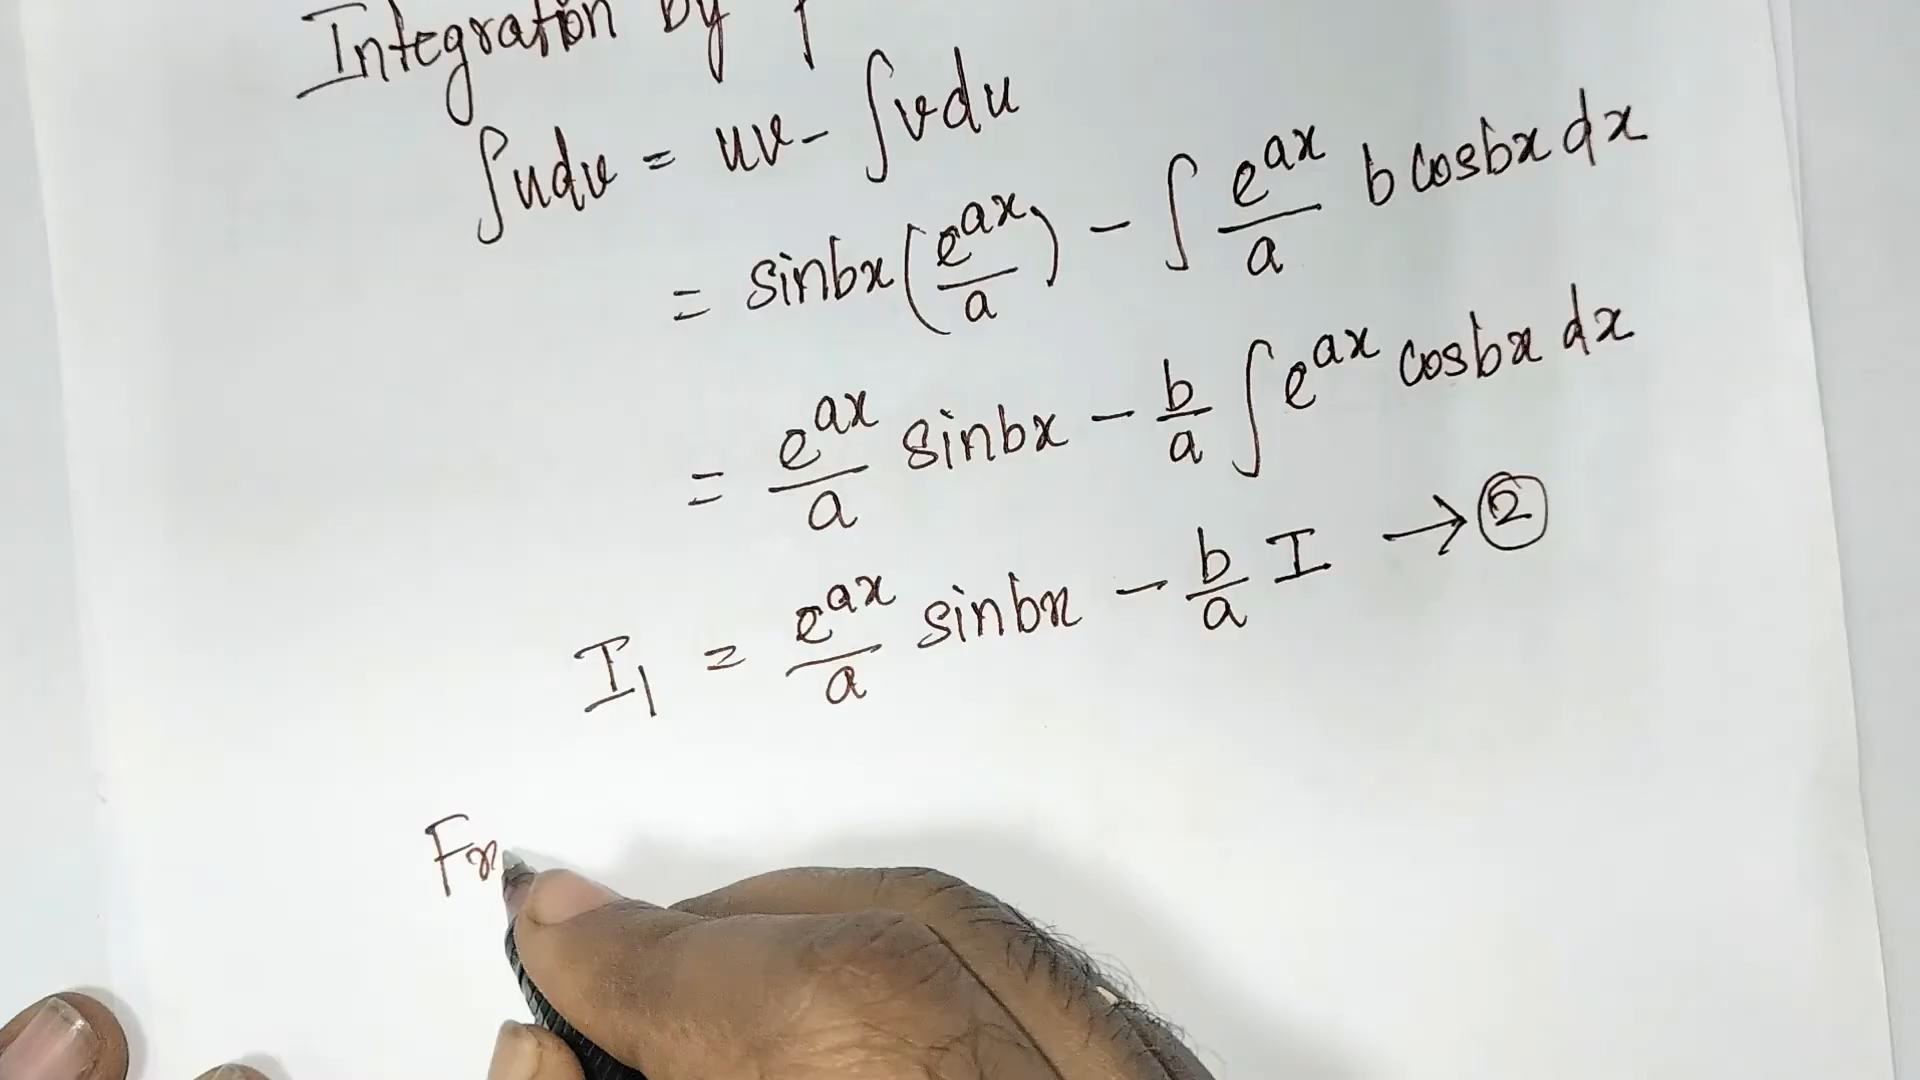 Integration by
∫udv = uv - ∫vdu
= sinbx(e^ax/a) - ∫ e^ax/a b cosbx dx
= e^ax/a sinbx - b/a ∫e^ax cosbx dx
I₁ = e^ax/a sinbx - b/a I → ②
Fr